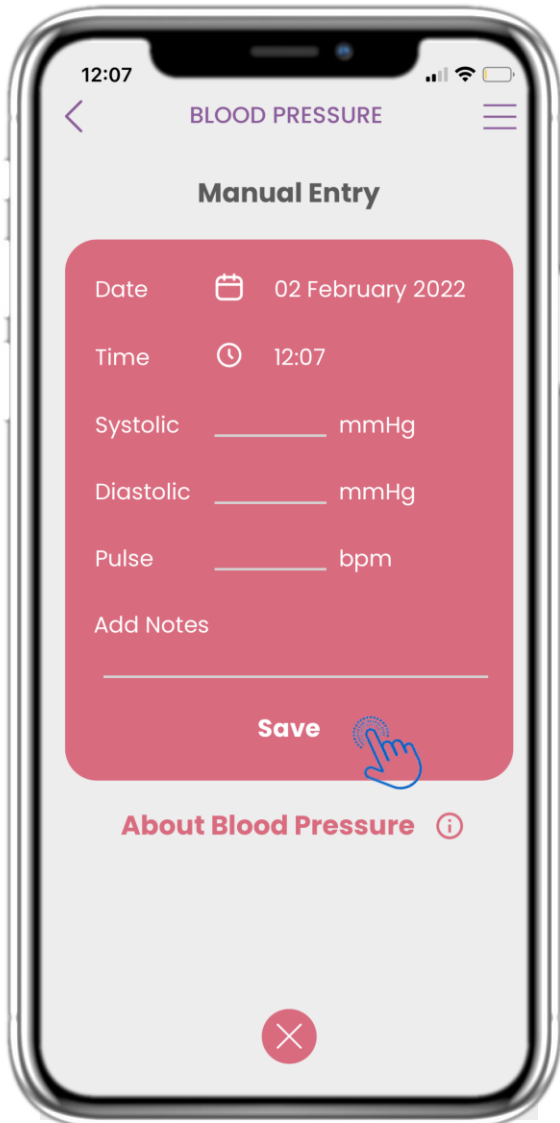 12:07
BLOOD PRESSURE
Manual Entry
Date 02 February 2022
Time 12:07
Systolic mmHg
Diastolic mmHg
Pulse bpm
Add Notes
Save
About Blood Pressure i